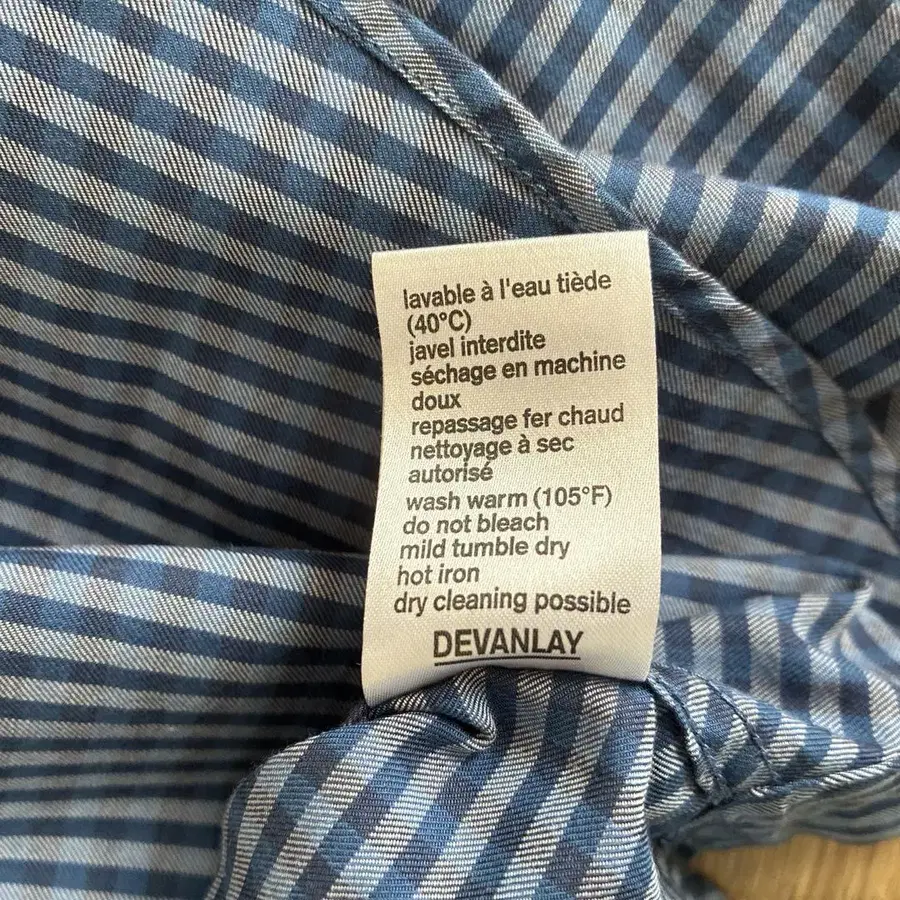 lavable à l'eau tiède
(40°C)
javel interdite
séchage en machine
doux
repassage fer chaud
nettoyage à sec
autorisé
wash warm (105°F)
do not bleach
mild tumble dry
hot iron
dry cleaning possible
DEVANLAY